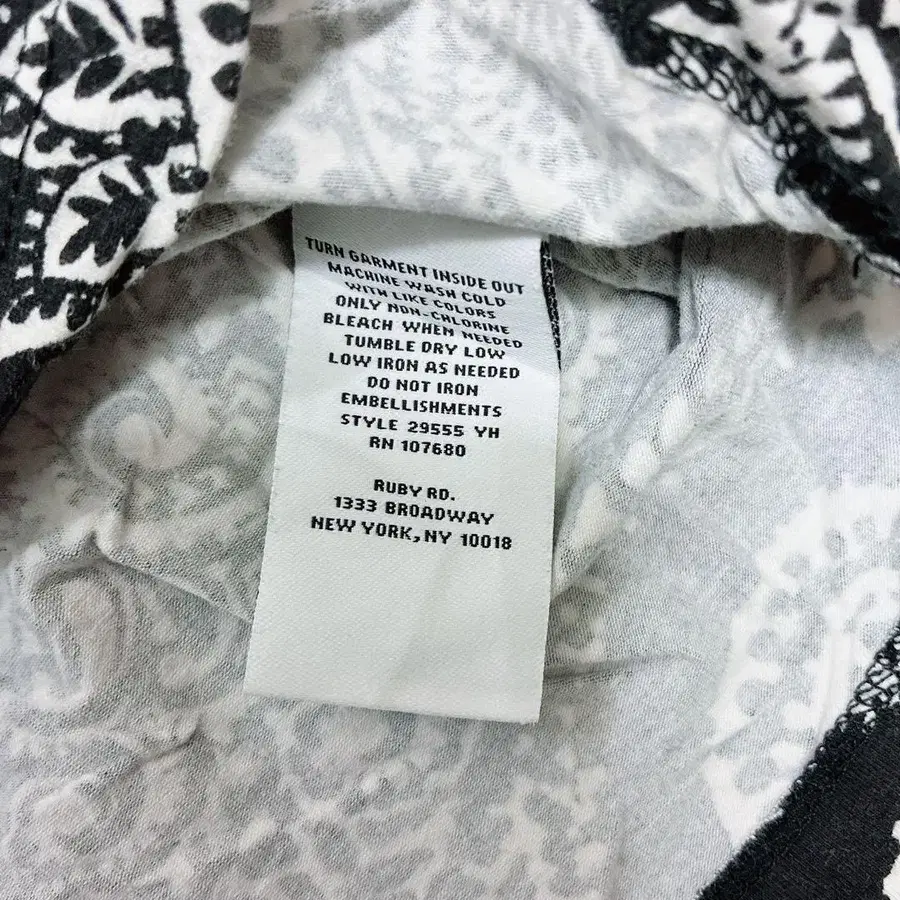 TURN GARMENT INSIDE OUT
MACHINE WASH COLD
WITH LIKE COLORS
ONLY NON-CHLORINE
BLEACH WHEN NEEDED
TUMBLE DRY LOW
LOW IRON AS NEEDED
DO NOT IRON
EMBELLISHMENTS
STYLE 29555 YH
RN 107680
RUBY RD.
1333 BROADWAY
NEW YORK, NY 10018